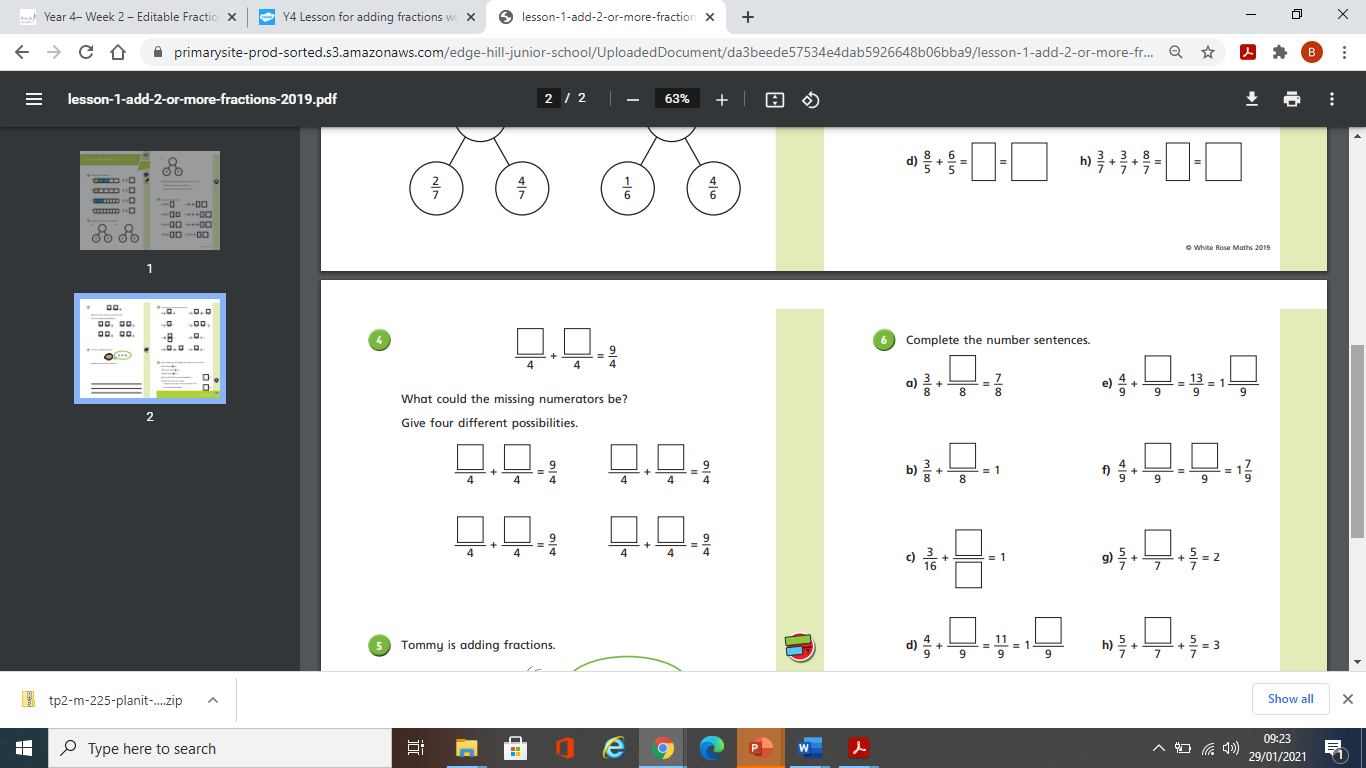 Year 4– Week 2 – Editable Fractio
Y4 Lesson for adding fractions wi
lesson-1-add-2-or-more-fraction
primarysite-prod-sorted.s3.amazonaws.com/edge-hill-junior-school/UploadedDocument/da3beede57534e4dab5926648b06bba9/lesson-1-add-2-or-more-fr...
B
lesson-1-add-2-or-more-fractions-2019.pdf
2 / 2
63%
1
2
2/7 4/7 1/6 4/6
d) 8/5 + 6/5 = □ = □
h) 3/7 + 3/7 + 8/7 = □ = □
© White Rose Maths 2019
4
□/4 + □/4 = 9/4
What could the missing numerators be?
Give four different possibilities.
□/4 + □/4 = 9/4 □/4 + □/4 = 9/4
□/4 + □/4 = 9/4 □/4 + □/4 = 9/4
5 Tommy is adding fractions.
6 Complete the number sentences.
a) 3/8 + □/8 = 7/8
b) 3/8 + □/8 = 1
c) 3/16 + □/□ = 1
d) 4/9 + □/9 = 11/9 = 1 □/9
e) 4/9 + □/9 = 13/9 = 1 □/9
f) 4/9 + □/9 = □/9 = 1 7/9
g) 5/7 + □/7 + 5/7 = 2
h) 5/7 + □/7 + 5/7 = 3
tp2-m-225-planit-....zip
Show all
Type here to search
09:23
29/01/2021
1